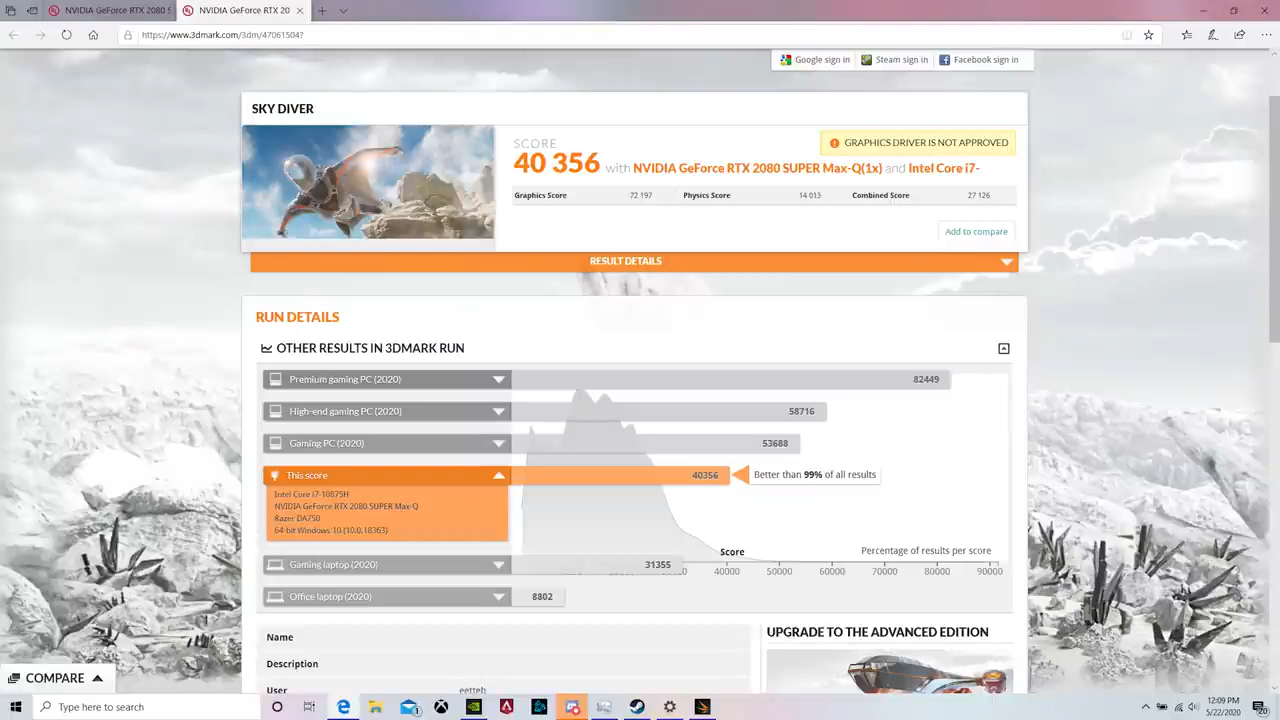 NVIDIA GeForce RTX 2080 S
NVIDIA GeForce RTX 20
https://www.3dmark.com/3dm/47061504?
Google sign in
Steam sign in
Facebook sign in
SKY DIVER
SCORE
GRAPHICS DRIVER IS NOT APPROVED
40 356 with NVIDIA GeForce RTX 2080 SUPER Max-Q(1x) and Intel Core i7-
Graphics Score 72 197 Physics Score 14 013 Combined Score 27 126
Add to compare
RESULT DETAILS
RUN DETAILS
OTHER RESULTS IN 3DMARK RUN
Premium gaming PC (2020) 82449
High-end gaming PC (2020) 58716
Gaming PC (2020) 53688
This score 40356 Better than 99% of all results
Intel Core i7-10875H
NVIDIA GeForce RTX 2080 SUPER Max-Q
Razer DA750
64-bit Windows 10 (10.0.18363)
Score Percentage of results per score
Gaming laptop (2020) 31355
40000 50000 60000 70000 80000 90000
Office laptop (2020) 8802
Name
Description
User eetteh
UPGRADE TO THE ADVANCED EDITION
COMPARE
Type here to search
12:09 PM
5/22/2020
20